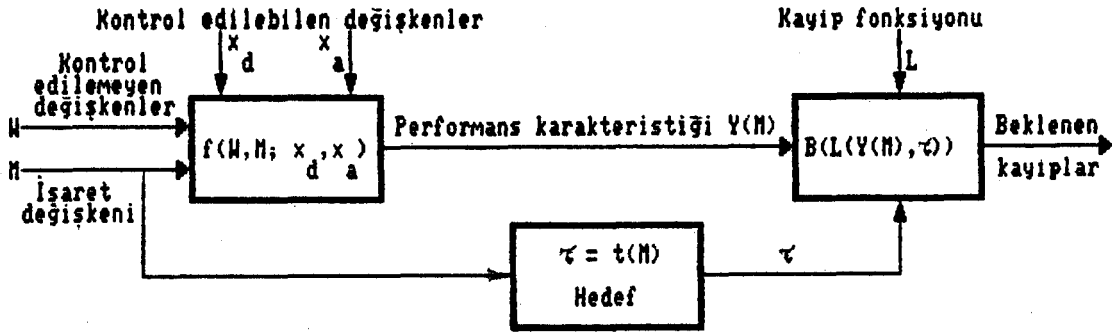 Kontrol edilebilen değişkenler
x d
x a
Kayip fonksiyonu
L
Kontrol
edilemeyen
değişkenler
W
f(W,M; x d,x a)
Performans karakteristiği Y(M)
B(L(Y(M),τ))
Beklenen
kayiplar
M
İşaret
değişkeni
τ = t(M)
Hedef
τ